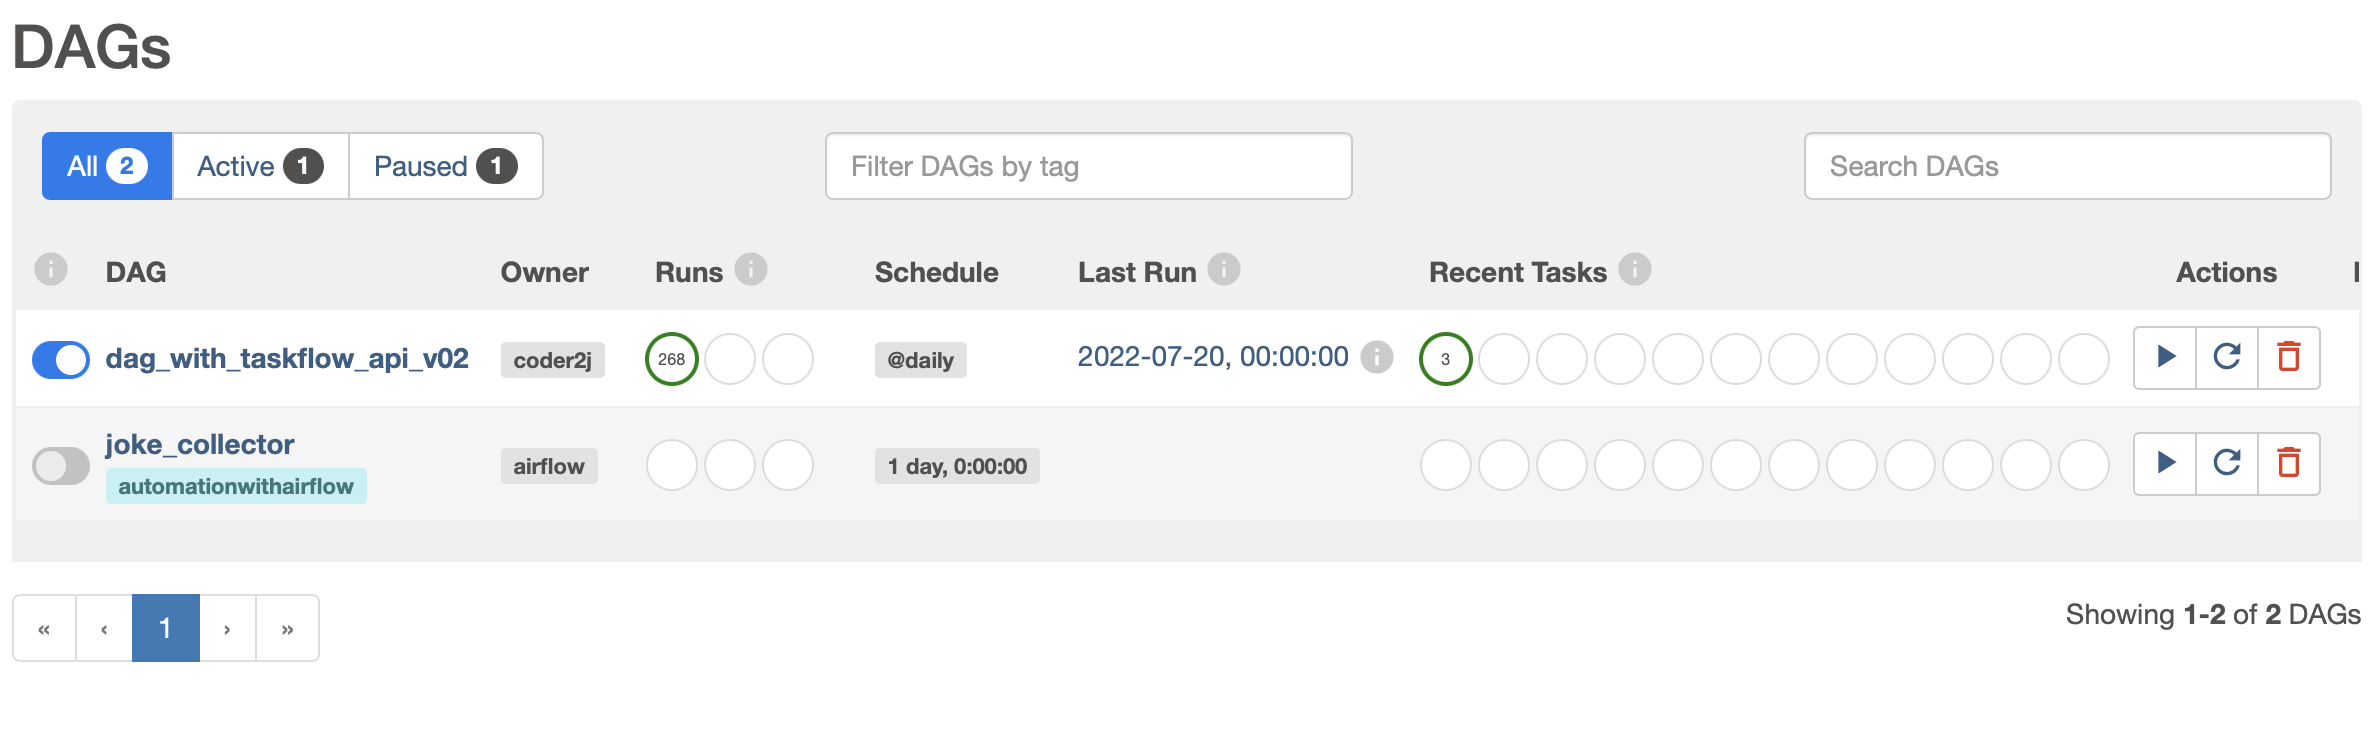 DAGs
All 2 Active 1 Paused 1 Filter DAGs by tag Search DAGs
DAG Owner Runs Schedule Last Run Recent Tasks Actions
dag_with_taskflow_api_v02 coder2j 268 @daily 2022-07-20, 00:00:00 3
joke_collector
airflow 1 day, 0:00:00
automationwithairflow
« ‹ 1 › »
Showing 1-2 of 2 DAGs